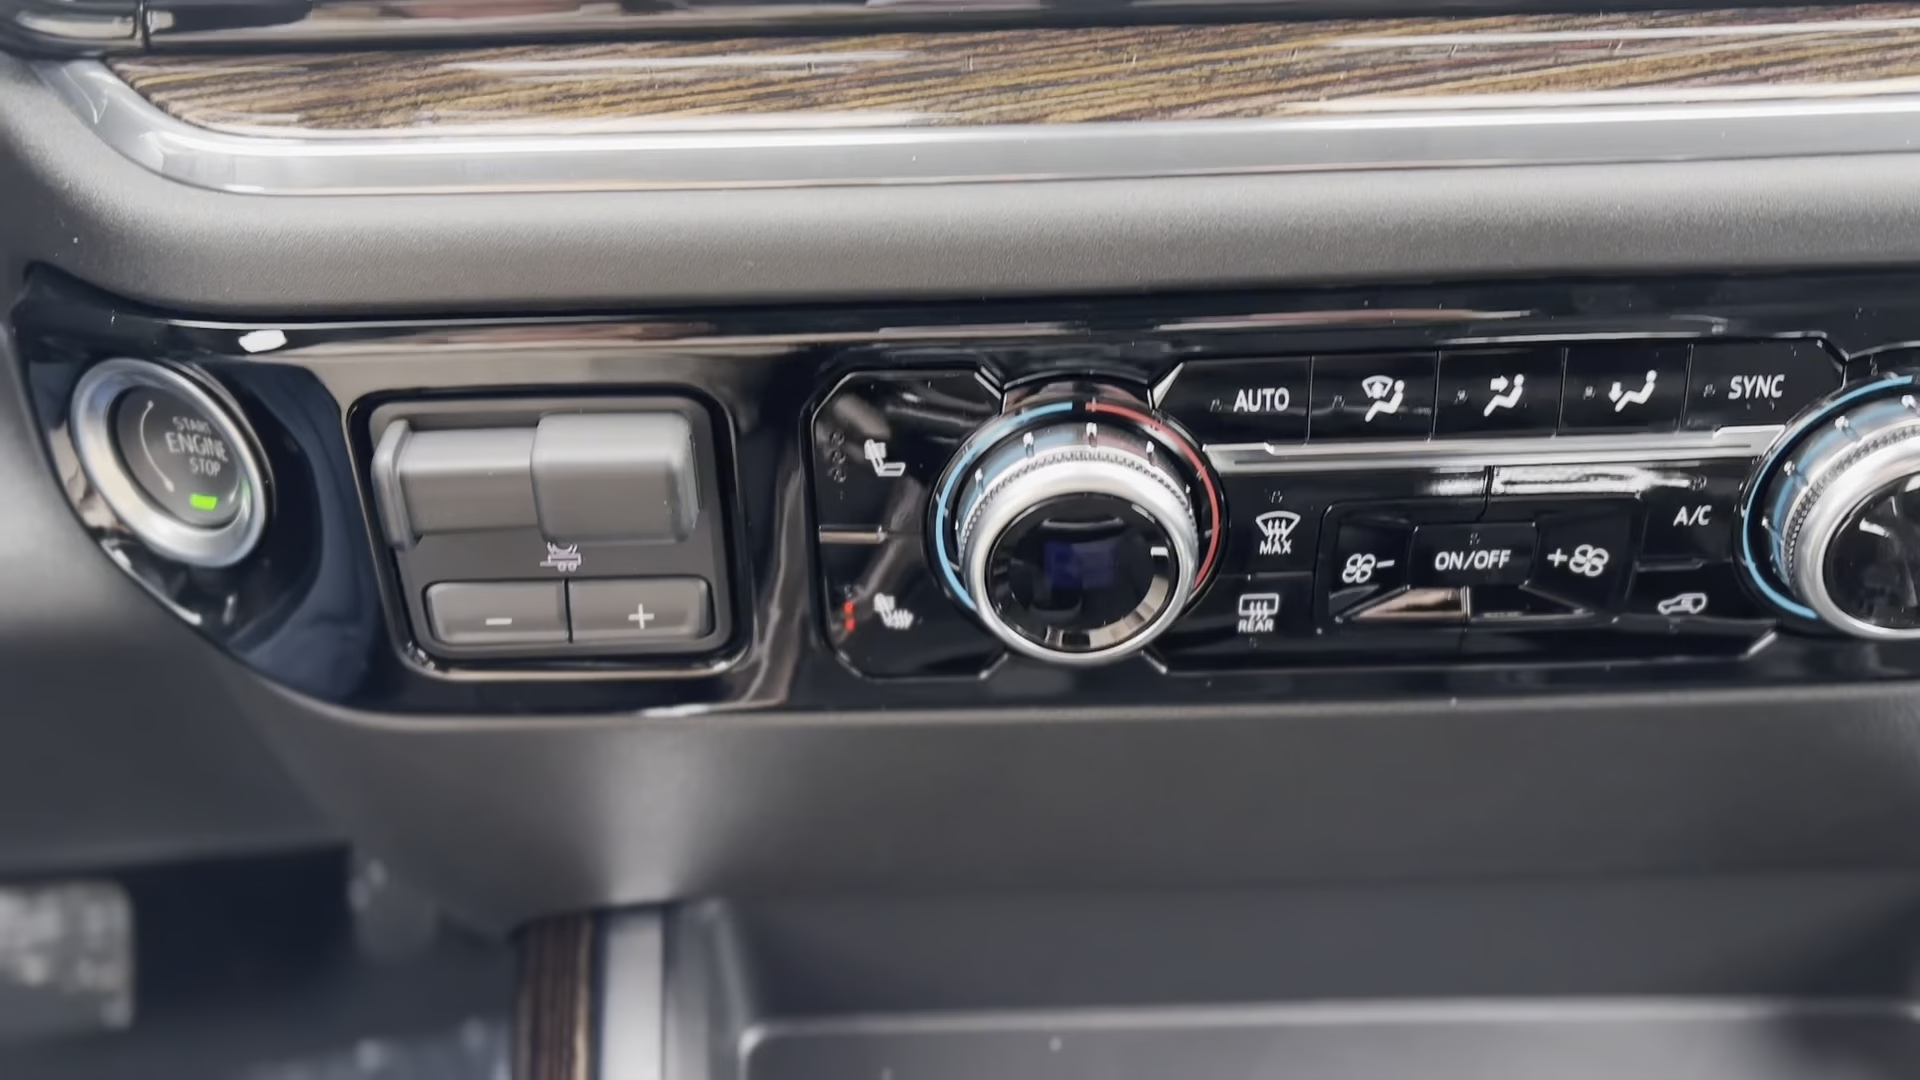 START
ENGINE
STOP
AUTO
SYNC
MAX
ON/OFF
A/C
REAR
- +
- +